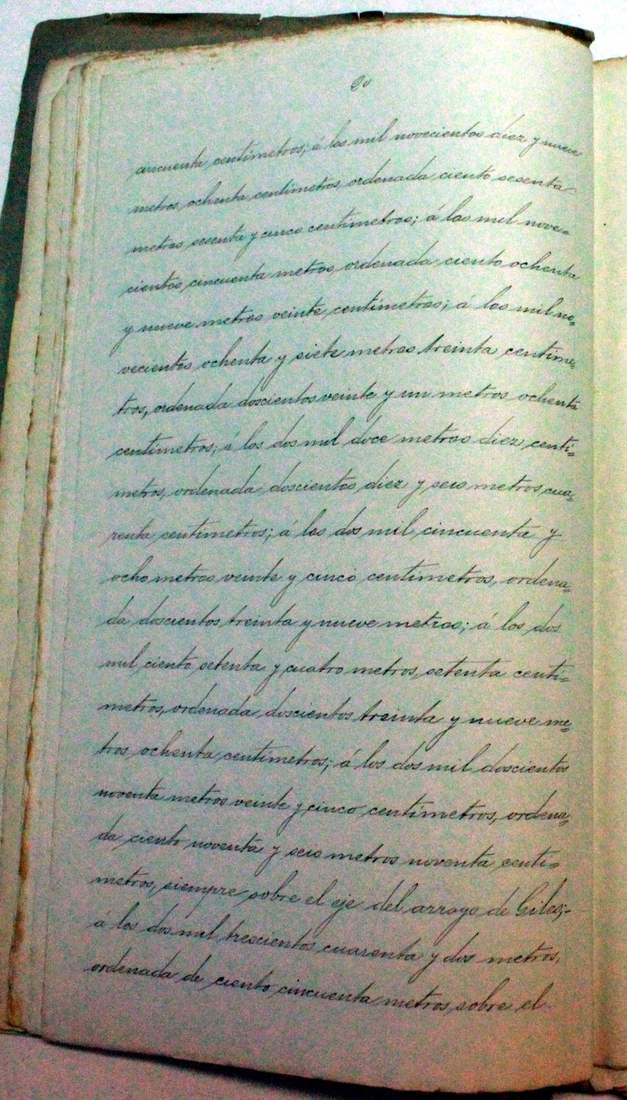 20
cincuenta centímetros; á los mil novecientos diez y nueve
metros, ochenta centímetros, ordenada ciento sesenta
metros sesenta y cinco centímetros; á los mil nove-
cientos cincuenta metros, ordenada ciento ochenta
y nueve metros veinte centímetros; á los mil no-
vecientos ochenta y siete metros treinta centíme-
tros, ordenada doscientos veinte y un metros ochenta
centímetros; á los dos mil doce metros diez centí-
metros, ordenada doscientos diez y seis metros cua-
renta centímetros; á los dos mil cincuenta y
ocho metros veinte y cinco centímetros, ordena-
da doscientos treinta y nueve metros; á los dos
mil ciento setenta y cuatro metros, setenta centí-
metros, ordenada doscientos treinta y nueve me-
tros, ochenta centímetros; á los dos mil doscientos
noventa metros veinte y cinco centímetros, ordena-
da ciento noventa y seis metros noventa centí-
metros, siempre sobre el eje del arroyo de Giles;-
á los dos mil trescientos cuarenta y dos metros,
ordenada de ciento cincuenta metros, sobre el